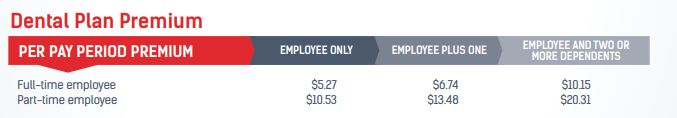 Dental Plan Premium
PER PAY PERIOD PREMIUM EMPLOYEE ONLY EMPLOYEE PLUS ONE EMPLOYEE AND TWO OR MORE DEPENDENTS
Full-time employee $5.27 $6.74 $10.15
Part-time employee $10.53 $13.48 $20.31